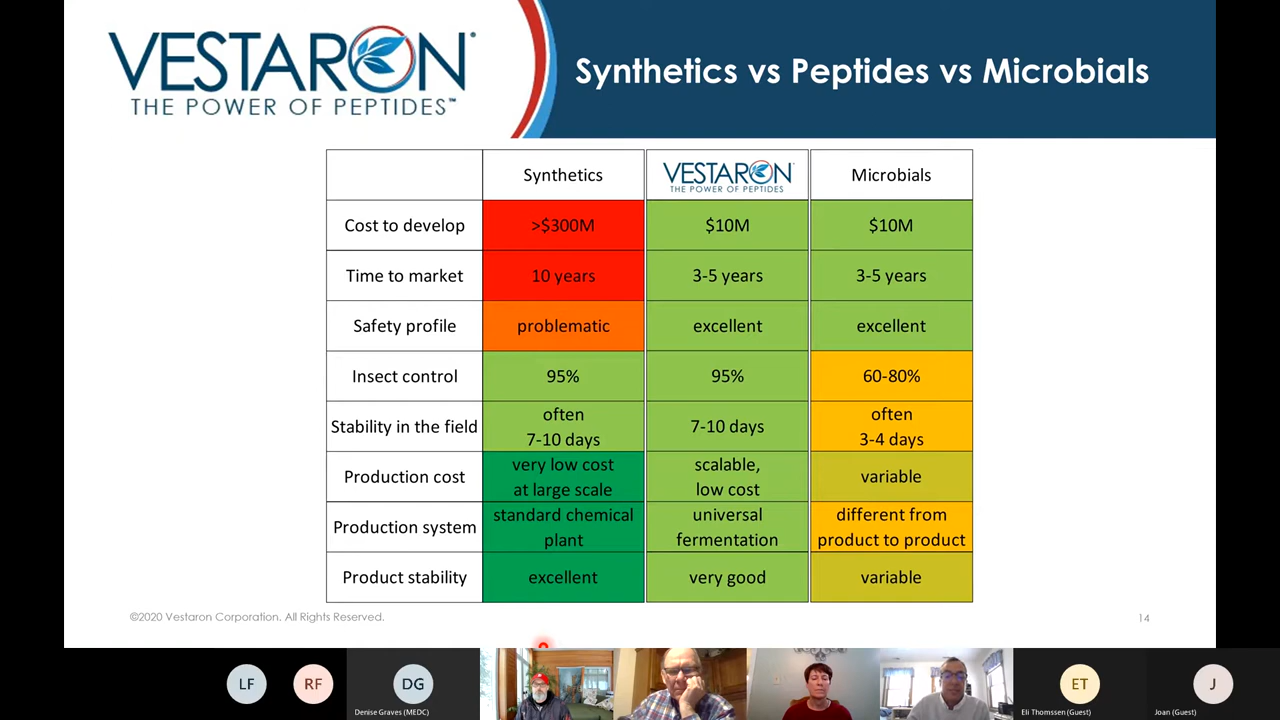 VESTARON
THE POWER OF PEPTIDES™
Synthetics vs Peptides vs Microbials
Synthetics
VESTARON
THE POWER OF PEPTIDES
Microbials
Cost to develop
>$300M
$10M
$10M
Time to market
10 years
3-5 years
3-5 years
Safety profile
problematic
excellent
excellent
Insect control
95%
95%
60-80%
Stability in the field
often
7-10 days
7-10 days
often
3-4 days
Production cost
very low cost
at large scale
scalable,
low cost
variable
Production system
standard chemical
plant
universal
fermentation
different from
product to product
Product stability
excellent
very good
variable
©2020 Vestaron Corporation. All Rights Reserved.
14
LF
RF
DG
Denise Graves (MEDC)
ET
Eli Thomssen (Guest)
J
Joan (Guest)